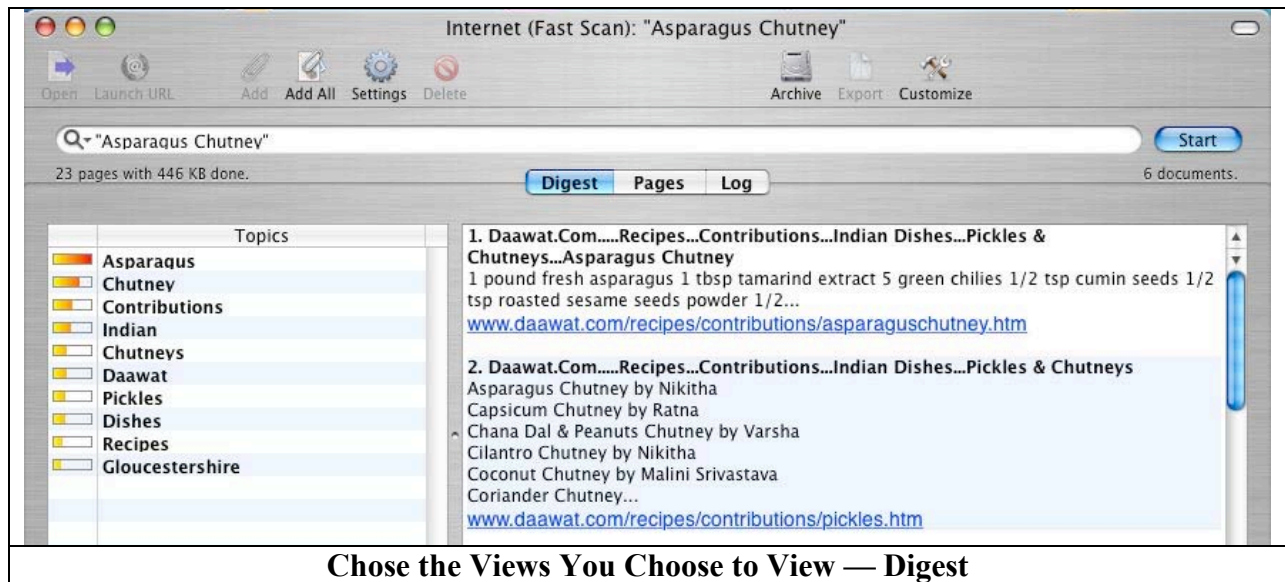 Internet (Fast Scan): "Asparagus Chutney"
Open Launch URL Add Add All Settings Delete Archive Export Customize
"Asparagus Chutney" Start
23 pages with 446 KB done. Digest Pages Log 6 documents.
Topics
Asparagus
Chutney
Contributions
Indian
Chutneys
Daawat
Pickles
Dishes
Recipes
Gloucestershire
1. Daawat.Com.....Recipes...Contributions...Indian Dishes...Pickles &
Chutneys...Asparagus Chutney
1 pound fresh asparagus 1 tbsp tamarind extract 5 green chilies 1/2 tsp cumin seeds 1/2
tsp roasted sesame seeds powder 1/2...
www.daawat.com/recipes/contributions/asparaguschutney.htm
2. Daawat.Com.....Recipes...Contributions...Indian Dishes...Pickles & Chutneys
Asparagus Chutney by Nikitha
Capsicum Chutney by Ratna
Chana Dal & Peanuts Chutney by Varsha
Cilantro Chutney by Nikitha
Coconut Chutney by Malini Srivastava
Coriander Chutney...
www.daawat.com/recipes/contributions/pickles.htm
Chose the Views You Choose to View — Digest